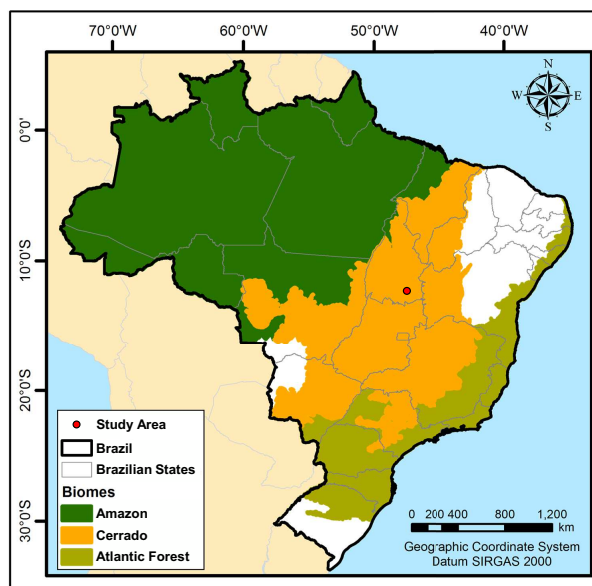 70°0'W 60°0'W 50°0'W 40°0'W
N
W E
S
0°0'
10°0'S
20°0'S
30°0'S
Study Area
Brazil
Brazilian States
Biomes
Amazon
Cerrado
Atlantic Forest
0 200 400 800 1,200
km
Geographic Coordinate System
Datum SIRGAS 2000